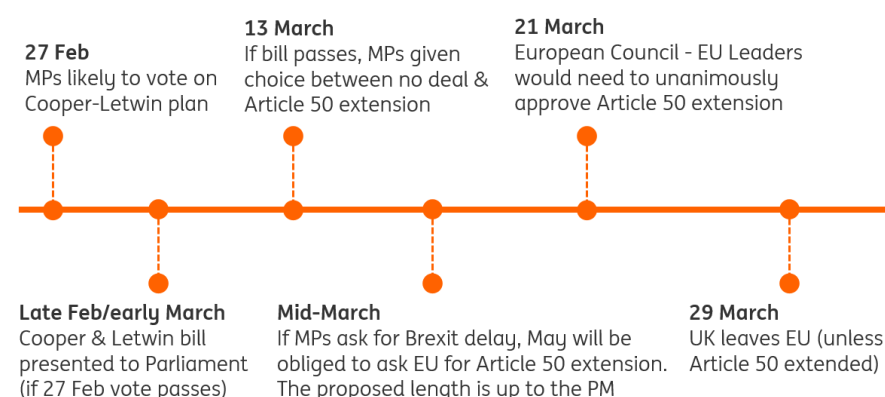 27 Feb
MPs likely to vote on
Cooper-Letwin plan
13 March
If bill passes, MPs given
choice between no deal &
Article 50 extension
21 March
European Council - EU Leaders
would need to unanimously
approve Article 50 extension
Late Feb/early March
Cooper & Letwin bill
presented to Parliament
(if 27 Feb vote passes)
Mid-March
If MPs ask for Brexit delay, May will be
obliged to ask EU for Article 50 extension.
The proposed length is up to the PM
29 March
UK leaves EU (unless
Article 50 extended)